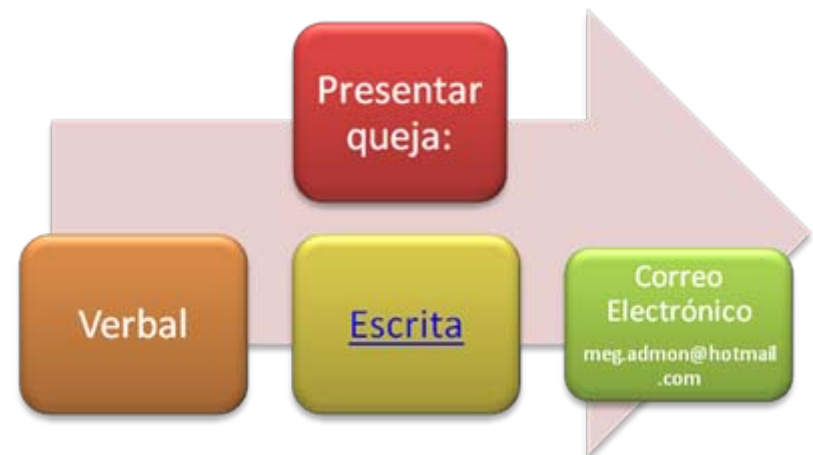 Presentar
queja:
Verbal
Escrita
Correo
Electrónico
meg.admon@hotmail
.com